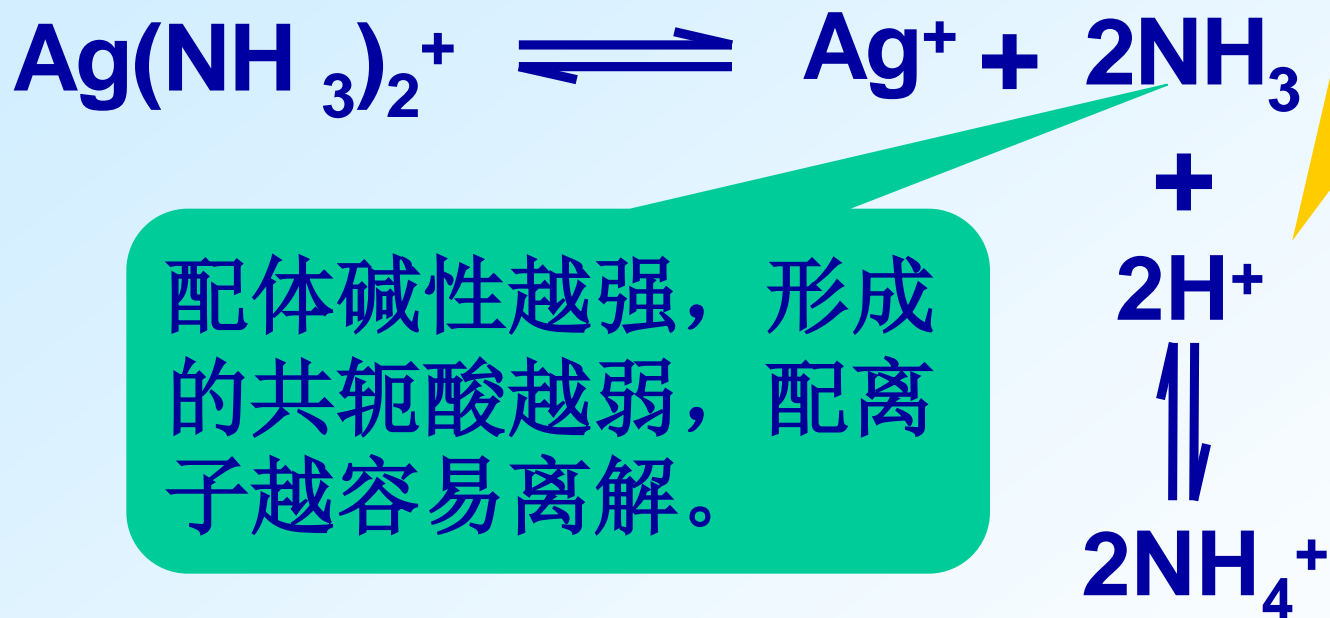 Ag(NH₃)₂⁺ ⇌ Ag⁺ + 2NH₃
+
2H⁺
⇌
2NH₄⁺
配体碱性越强，形成
的共轭酸越弱，配离
子越容易离解。